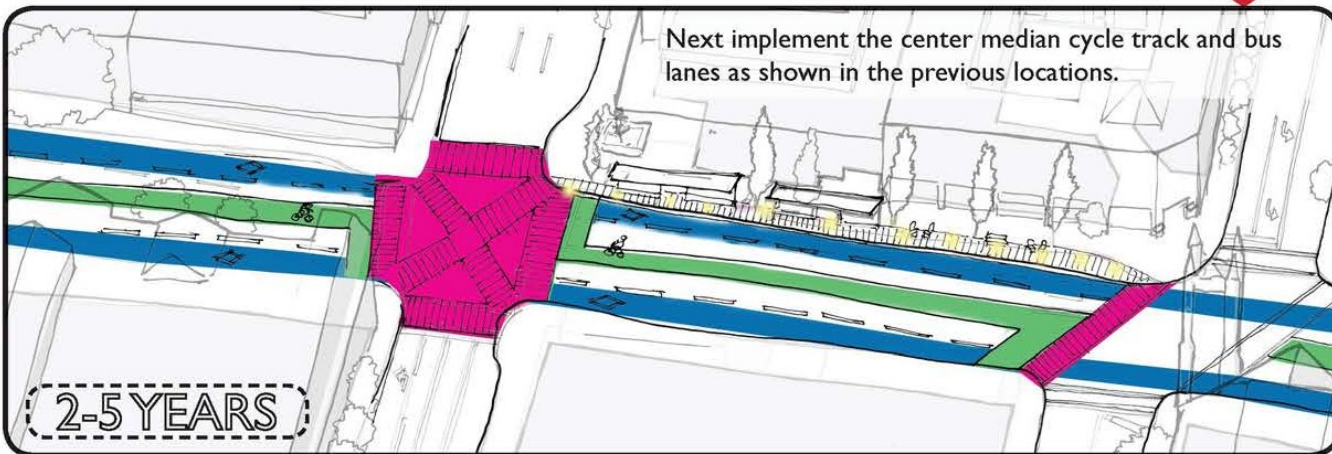 Next implement the center median cycle track and bus
lanes as shown in the previous locations.
2-5 YEARS